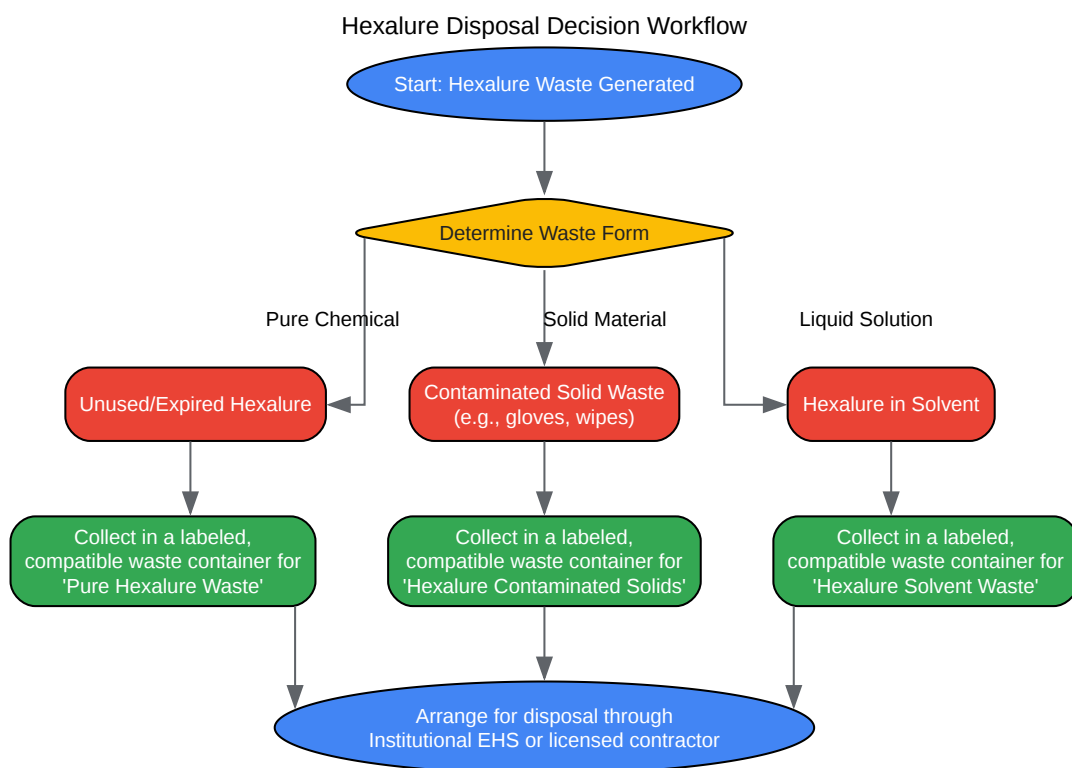 Hexalure Disposal Decision Workflow
Start: Hexalure Waste Generated
Determine Waste Form
Pure Chemical
Solid Material
Liquid Solution
Unused/Expired Hexalure
Contaminated Solid Waste
(e.g., gloves, wipes)
Hexalure in Solvent
Collect in a labeled,
compatible waste container for
'Pure Hexalure Waste'
Collect in a labeled,
compatible waste container for
'Hexalure Contaminated Solids'
Collect in a labeled,
compatible waste container for
'Hexalure Solvent Waste'
Arrange for disposal through
Institutional EHS or licensed contractor